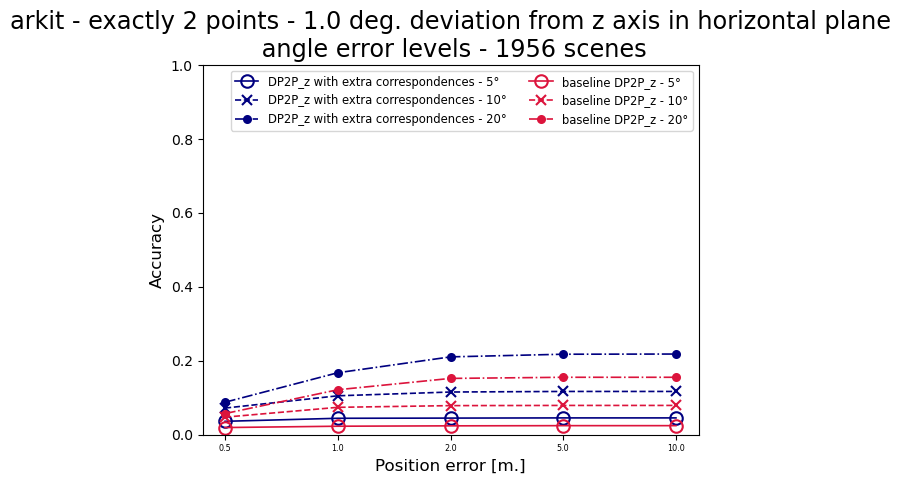 arkit - exactly 2 points - 1.0 deg. deviation from z axis in horizontal plane
angle error levels - 1956 scenes
DP2P_z with extra correspondences - 5°
DP2P_z with extra correspondences - 10°
DP2P_z with extra correspondences - 20°
baseline DP2P_z - 5°
baseline DP2P_z - 10°
baseline DP2P_z - 20°
Accuracy
1.0
0.8
0.6
0.4
0.2
0.0
0.5 1.0 2.0 5.0 10.0
Position error [m.]